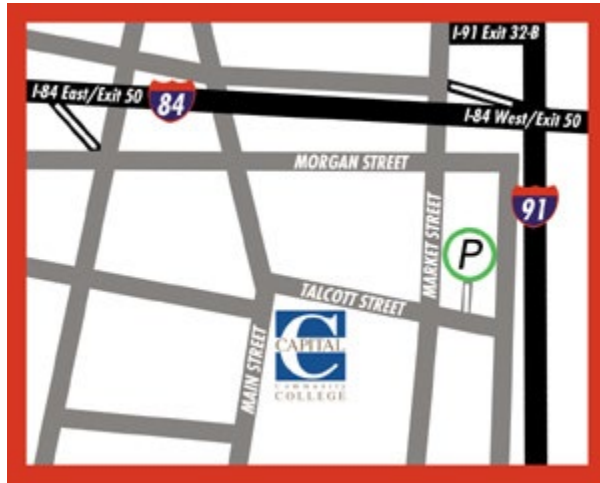 I-91 Exit 32-B
I-84 East/Exit 50
84
I-84 West/Exit 50
MORGAN STREET
91
MARKET STREET
P
TALCOTT STREET
MAIN STREET
C
CAPITAL
COMMUNITY
COLLEGE